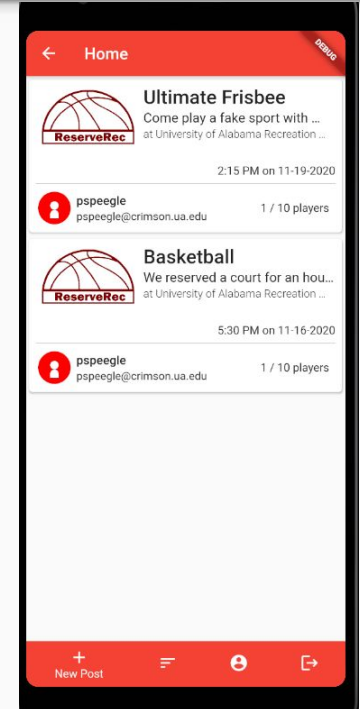 Home
DEBUG
Ultimate Frisbee
Come play a fake sport with ...
ReserveRec
at University of Alabama Recreation ...
2:15 PM on 11-19-2020
pspeegle
pspeegle@crimson.ua.edu
1 / 10 players
Basketball
We reserved a court for an hou...
ReserveRec
at University of Alabama Recreation ...
5:30 PM on 11-16-2020
pspeegle
pspeegle@crimson.ua.edu
1 / 10 players
New Post